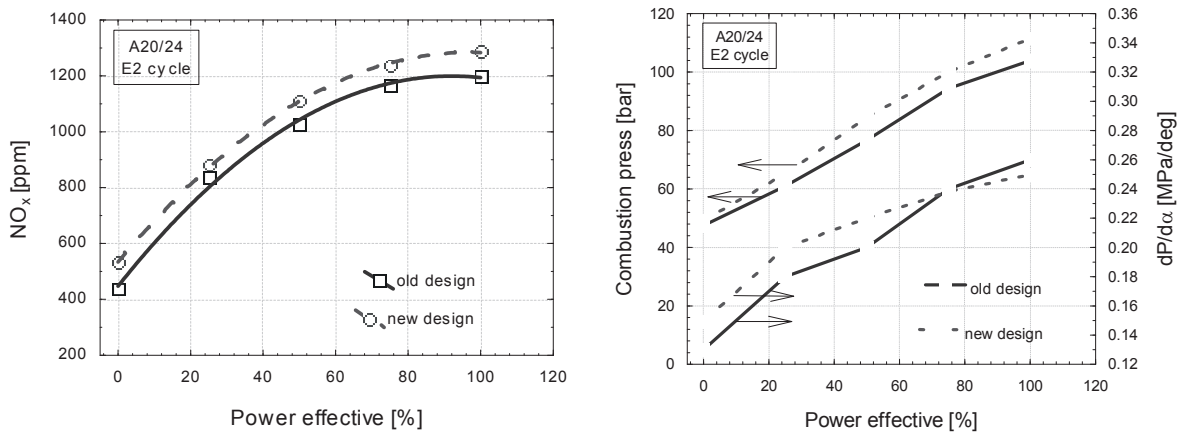 1400
1200
1000
800
600
400
200
NOx [ppm]
A20/24
E2 cycle
old design
new design
0 20 40 60 80 100 120
Power effective [%]
120
100
80
60
40
20
0
Combustion press [bar]
A20/24
E2 cycle
old design
new design
0 20 40 60 80 100 120
Power effective [%]
0.36
0.34
0.32
0.30
0.28
0.26
0.24
0.22
0.20
0.18
0.16
0.14
0.12
dP/dα [MPa/deg]